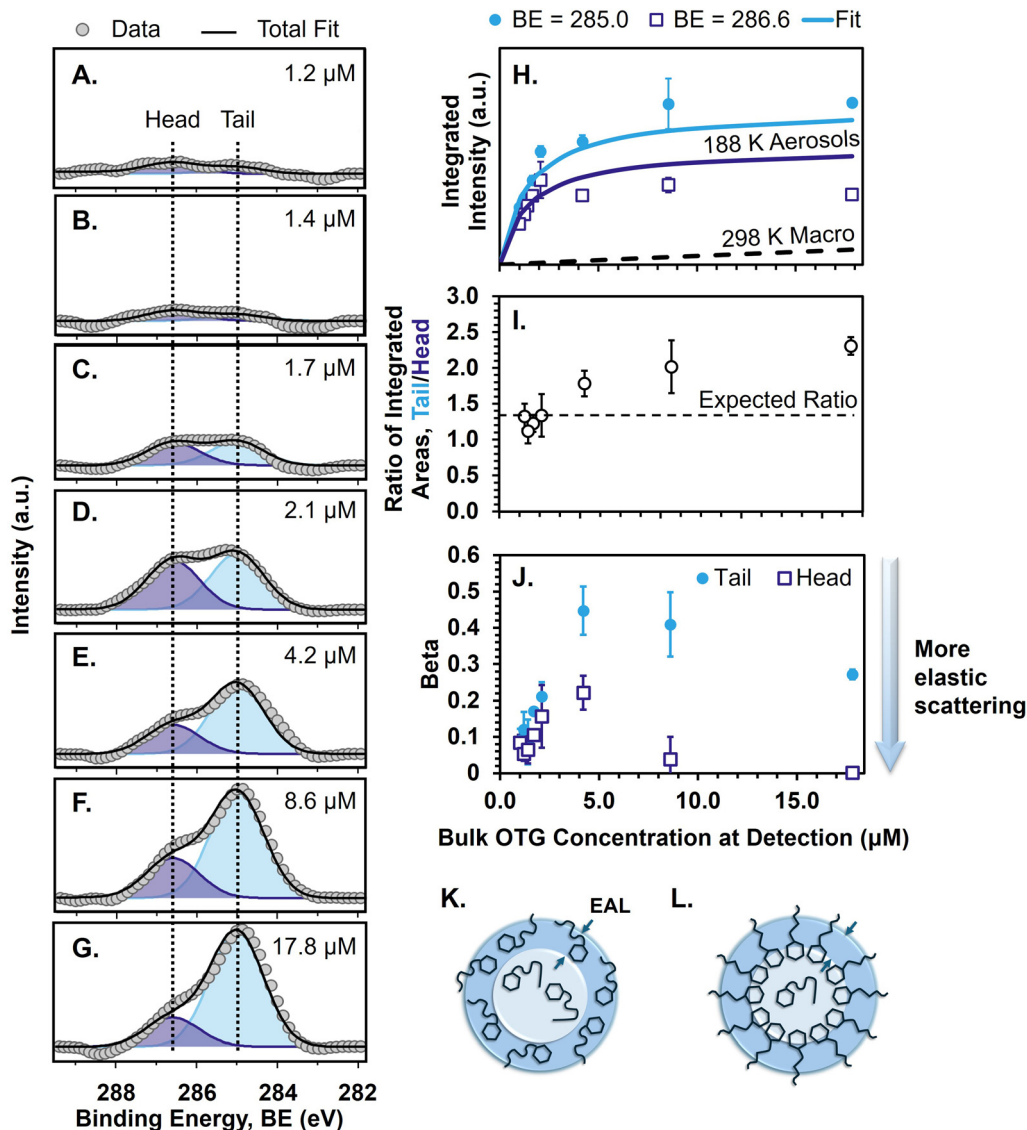 Data Total Fit
A. 1.2 µM
Head Tail
B. 1.4 µM
C. 1.7 µM
D. 2.1 µM
E. 4.2 µM
F. 8.6 µM
G. 17.8 µM
288 286 284 282
Binding Energy, BE (eV)
Intensity (a.u.)
BE = 285.0 BE = 286.6 Fit
H.
Integrated
Intensity (a.u.)
188 K Aerosols
298 K Macro
I.
Ratio of Integrated
Areas, Tail/Head
3.0
2.5
2.0
1.5
1.0
0.5
0.0
Expected Ratio
J. Tail Head
Beta
0.6
0.5
0.4
0.3
0.2
0.1
0
0.0 5.0 10.0 15.0
Bulk OTG Concentration at Detection (µM)
More
elastic
scattering
K. EAL L.